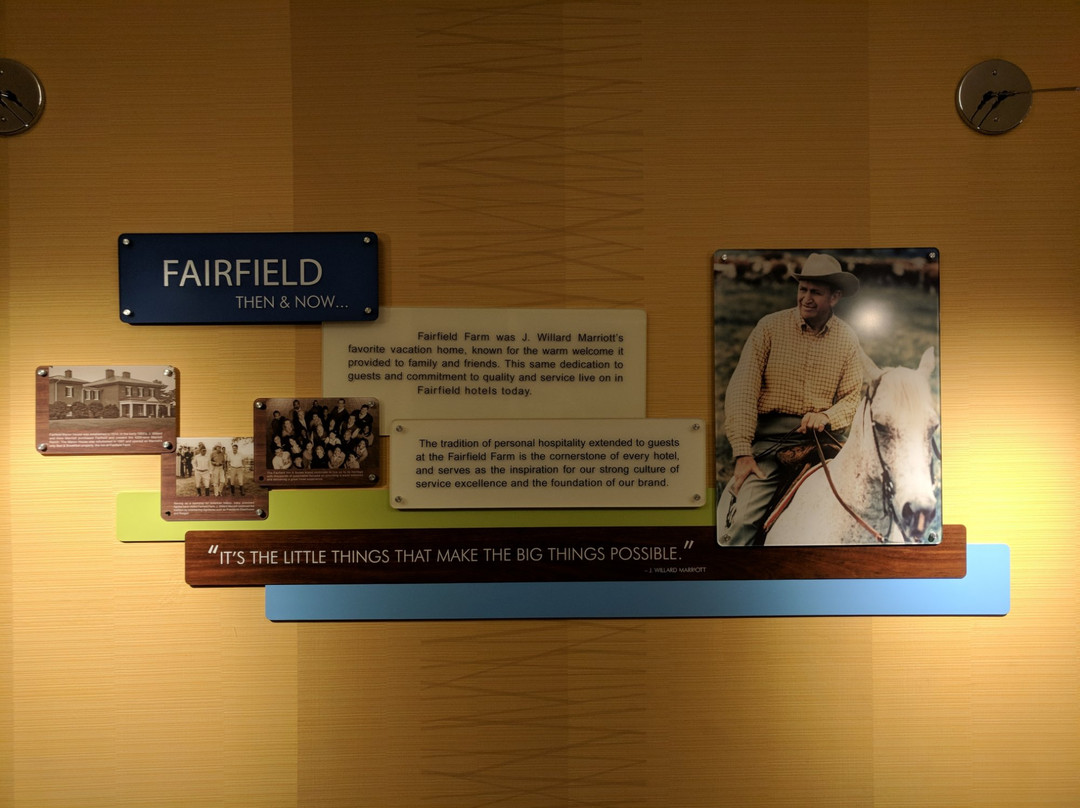 FAIRFIELD
THEN & NOW...
Fairfield Farm was J. Willard Marriott's
favorite vacation home, known for the warm welcome it
provided to family and friends. This same dedication to
guests and commitment to quality and service live on in
Fairfield hotels today.
The tradition of personal hospitality extended to guests
at the Fairfield Farm is the cornerstone of every hotel,
and serves as the inspiration for our strong culture of
service excellence and the foundation of our brand.
"IT'S THE LITTLE THINGS THAT MAKE THE BIG THINGS POSSIBLE."
– J. WILLARD MARRIOTT